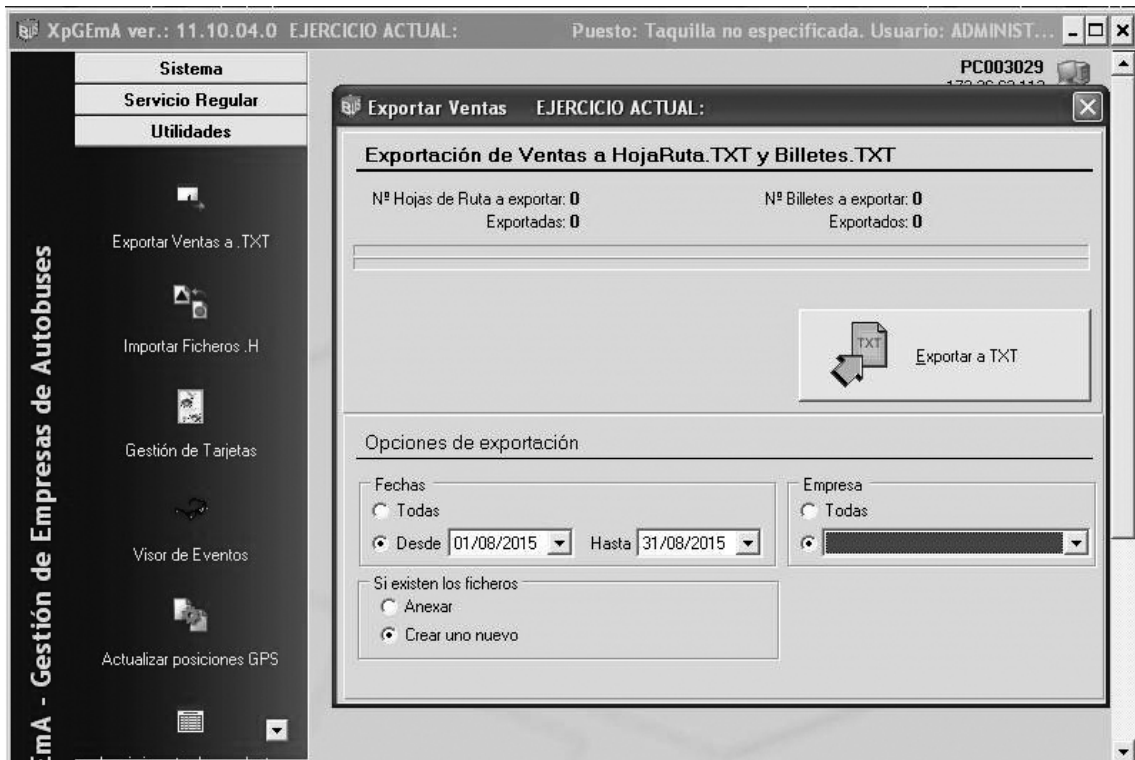 XpGEmA ver.: 11.10.04.0 EJERCICIO ACTUAL: Puesto: Taquilla no especificada. Usuario: ADMINIST...
Sistema
Servicio Regular
Utilidades
Exportar Ventas a .TXT
Importar Ficheros .H
Gestión de Tarjetas
Visor de Eventos
Actualizar posiciones GPS
EmA - Gestión de Empresas de Autobuses
PC003029
Exportar Ventas EJERCICIO ACTUAL:
Exportación de Ventas a HojaRuta.TXT y Billetes.TXT
Nº Hojas de Ruta a exportar: 0 Nº Billetes a exportar: 0
Exportadas: 0 Exportados: 0
TXT
Exportar a TXT
Opciones de exportación
Fechas
Todas
Desde 01/08/2015 Hasta 31/08/2015
Empresa
Todas
Si existen los ficheros
Anexar
Crear uno nuevo